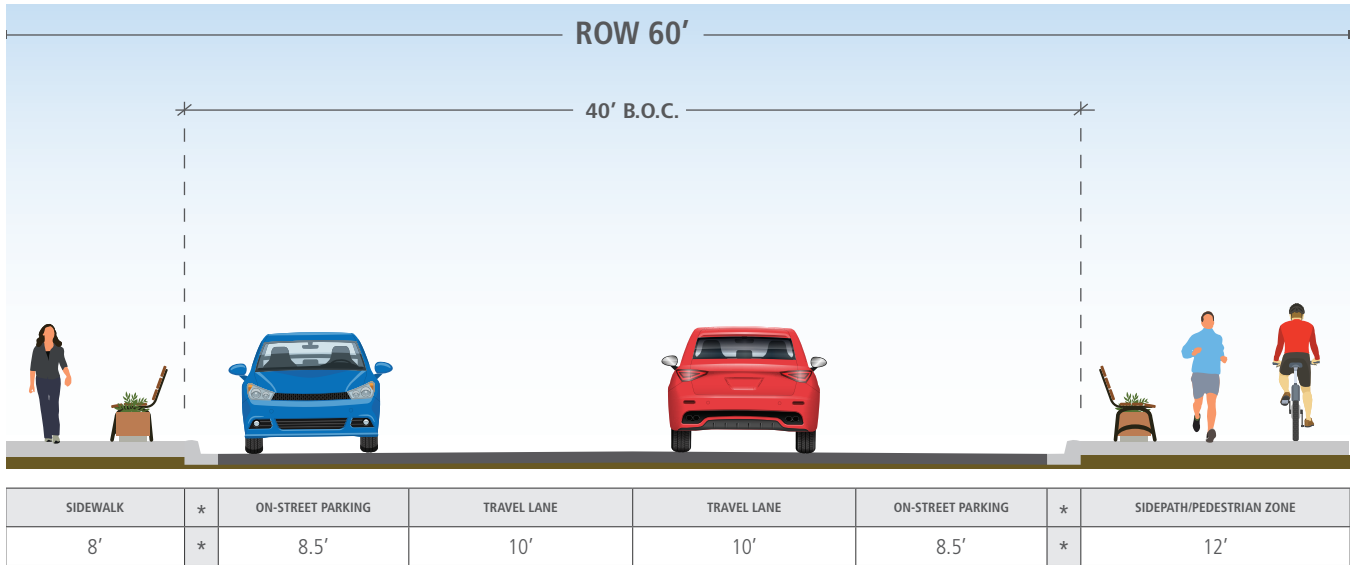 ROW 60’
40’ B.O.C.
SIDEWALK * ON-STREET PARKING TRAVEL LANE TRAVEL LANE ON-STREET PARKING * SIDEPATH/PEDESTRIAN ZONE
8’ * 8.5’ 10’ 10’ 8.5’ * 12’